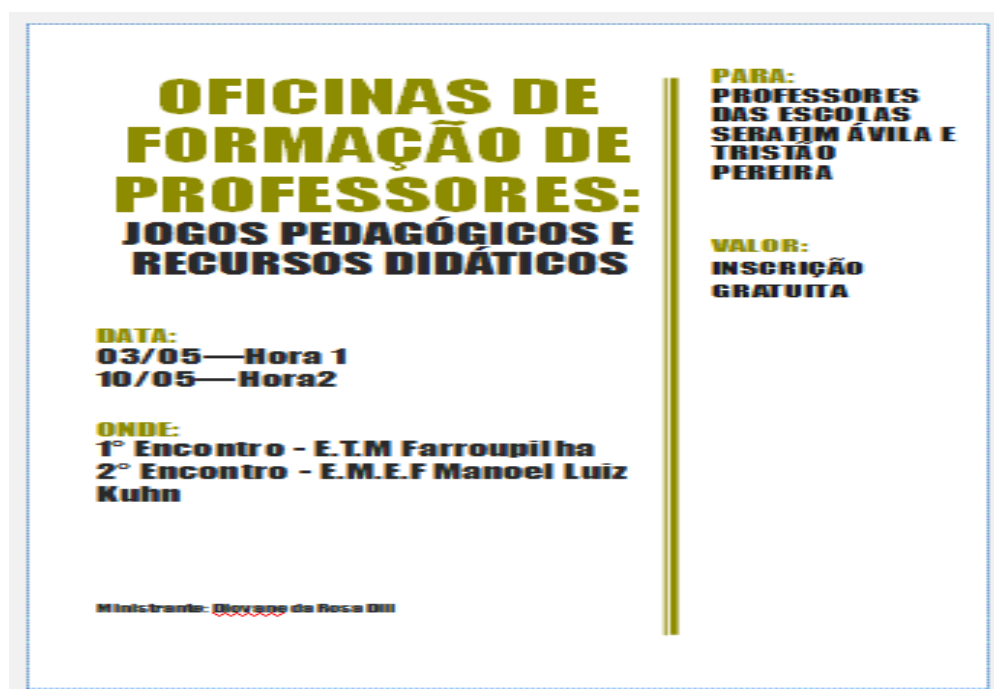 OFICINAS DE
FORMAÇÃO DE
PROFESSORES:
JOGOS PEDAGÓGICOS E
RECURSOS DIDÁTICOS
DATA:
03/05—Hora 1
10/05—Hora2
ONDE:
1° Encontro - E.T.M Farroupilha
2° Encontro - E.M.E.F Manoel Luiz
Kuhn
Ministrante: Diovane da Rosa Dill
PARA:
PROFESSORES
DAS ESCOLAS
SERAFIM ÁVILA E
TRISTÃO
PEREIRA
VALOR:
INSCRIÇÃO
GRATUITA